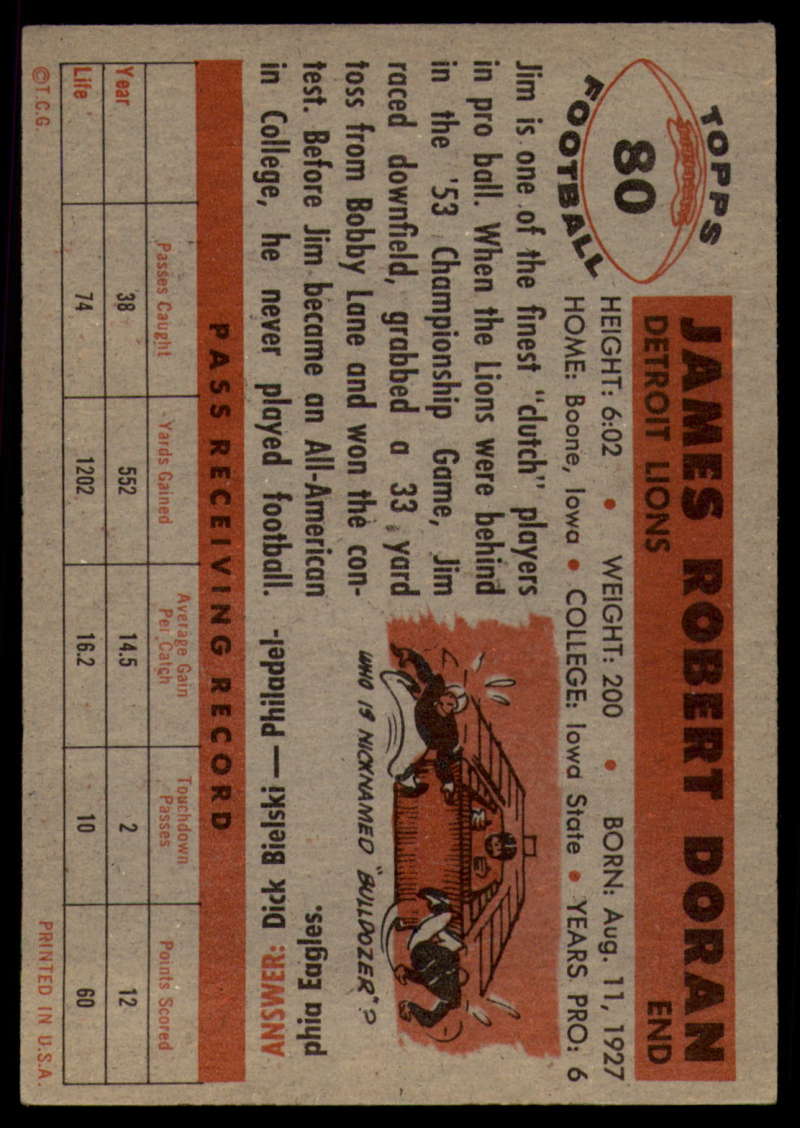 TOPPS
80
FOOTBALL
JAMES ROBERT DORAN
DETROIT LIONS END
HEIGHT: 6:02 • WEIGHT: 200 • BORN: Aug. 11, 1927
HOME: Boone, Iowa • COLLEGE: Iowa State • YEARS PRO: 6
Jim is one of the finest "clutch" players
in pro ball. When the Lions were behind
in the '53 Championship Game, Jim
raced downfield, grabbed a 33 yard
toss from Bobby Lane and won the con-
test. Before Jim became an All-American
in College, he never played football.
WHO IS NICKNAMED "BULLDOZER"?
ANSWER: Dick Bielski — Philadel-
phia Eagles.
PASS RECEIVING RECORD
Passes Caught Yards Gained Average Gain Per Catch Touchdown Passes Points Scored
Year 38 552 14.5 2 12
Life 74 1202 16.2 10 60
©T.C.G. PRINTED IN U.S.A.